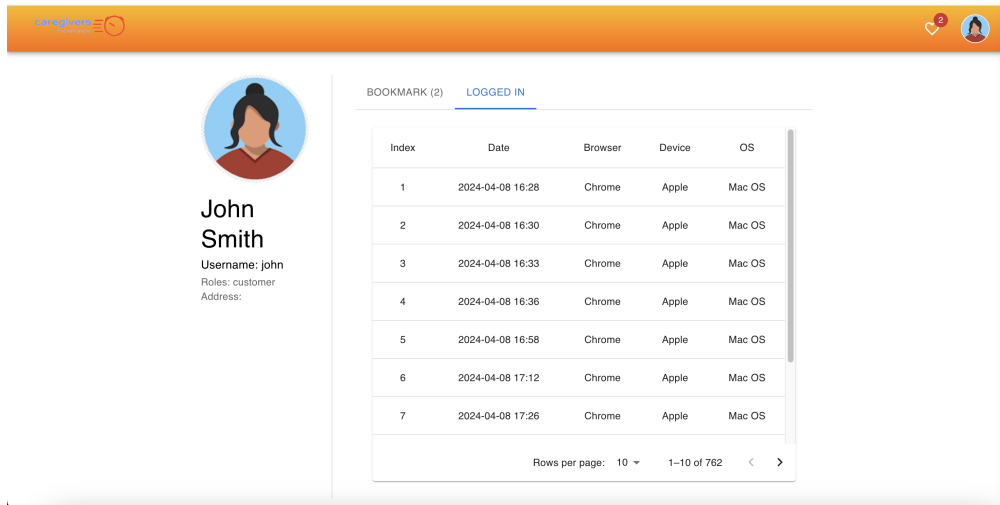 caregivers
2
John
Smith
Username: john
Roles: customer
Address:
BOOKMARK (2) LOGGED IN
Index Date Browser Device OS
1 2024-04-08 16:28 Chrome Apple Mac OS
2 2024-04-08 16:30 Chrome Apple Mac OS
3 2024-04-08 16:33 Chrome Apple Mac OS
4 2024-04-08 16:36 Chrome Apple Mac OS
5 2024-04-08 16:58 Chrome Apple Mac OS
6 2024-04-08 17:12 Chrome Apple Mac OS
7 2024-04-08 17:26 Chrome Apple Mac OS
Rows per page: 10 1–10 of 762